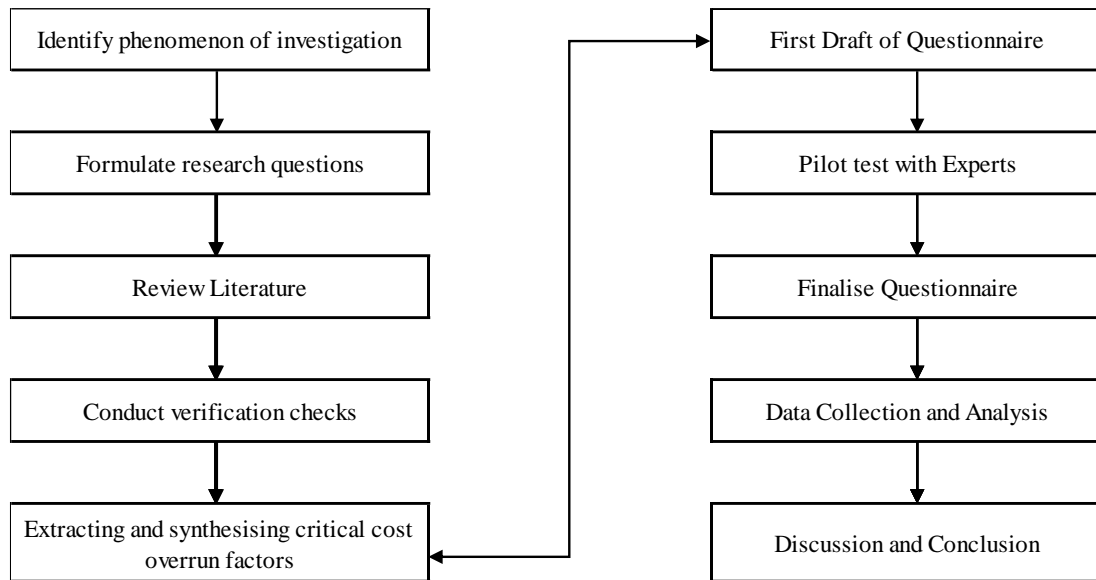 Identify phenomenon of investigation
Formulate research questions
Review Literature
Conduct verification checks
Extracting and synthesising critical cost
overrun factors
First Draft of Questionnaire
Pilot test with Experts
Finalise Questionnaire
Data Collection and Analysis
Discussion and Conclusion